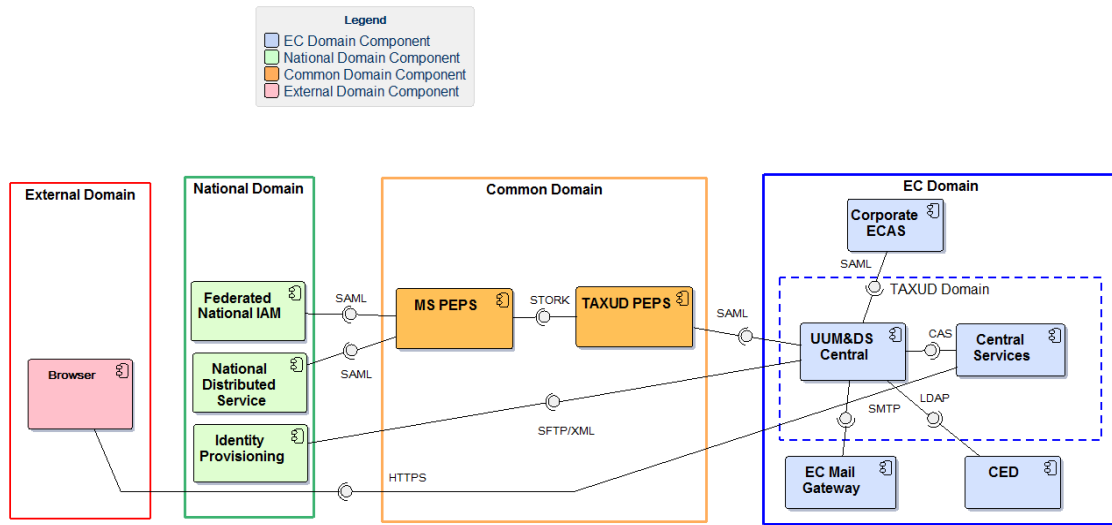 Legend
EC Domain Component
National Domain Component
Common Domain Component
External Domain Component
External Domain
National Domain
Common Domain
EC Domain
Corporate
ECAS
SAML
TAXUD Domain
Federated
National IAM
SAML
MS PEPS
STORK
TAXUD PEPS
SAML
UUM&DS
Central
CAS
Central
Services
Browser
National
Distributed
Service
SAML
LDAP
SMTP
Identity
Provisioning
SFTP/XML
HTTPS
EC Mail
Gateway
CED